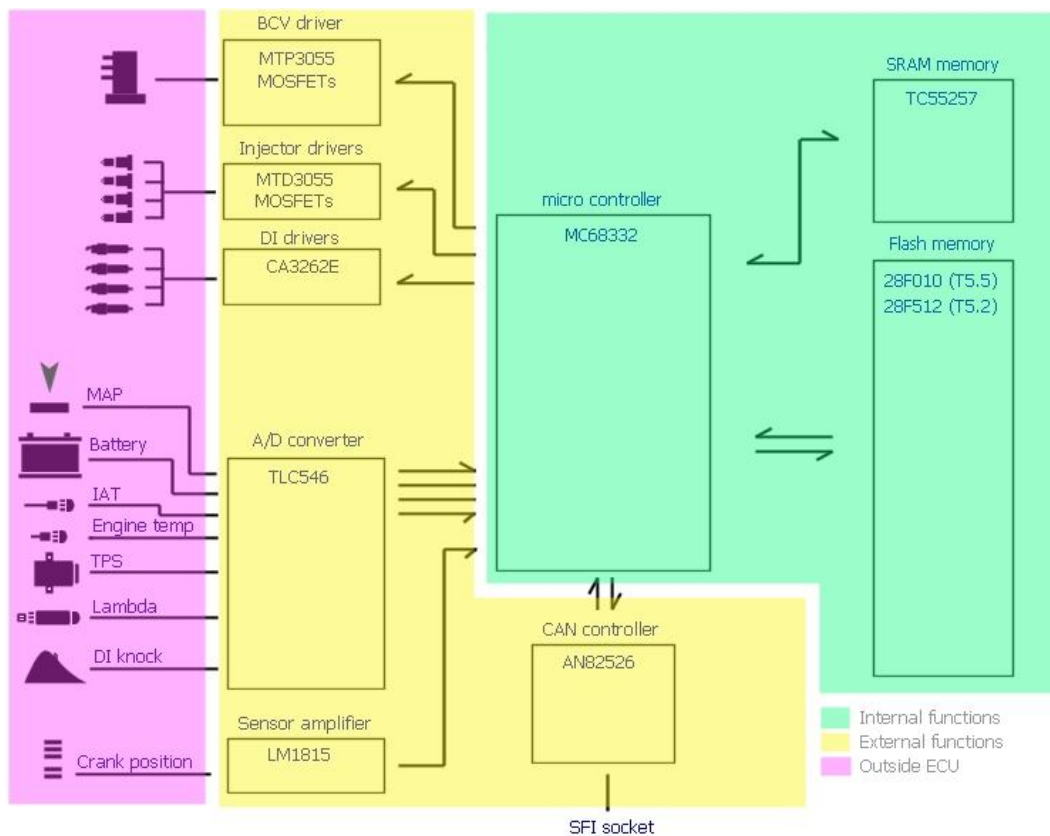 BCV driver
MTP3055
MOSFETs
Injector drivers
MTD3055
MOSFETs
DI drivers
CA3262E
MAP
Battery
IAT
Engine temp
TPS
Lambda
DI knock
Crank position
A/D converter
TLC546
Sensor amplifier
LM1815
micro controller
MC68332
CAN controller
AN82526
SFI socket
SRAM memory
TC55257
Flash memory
28F010 (T5.5)
28F512 (T5.2)
Internal functions
External functions
Outside ECU